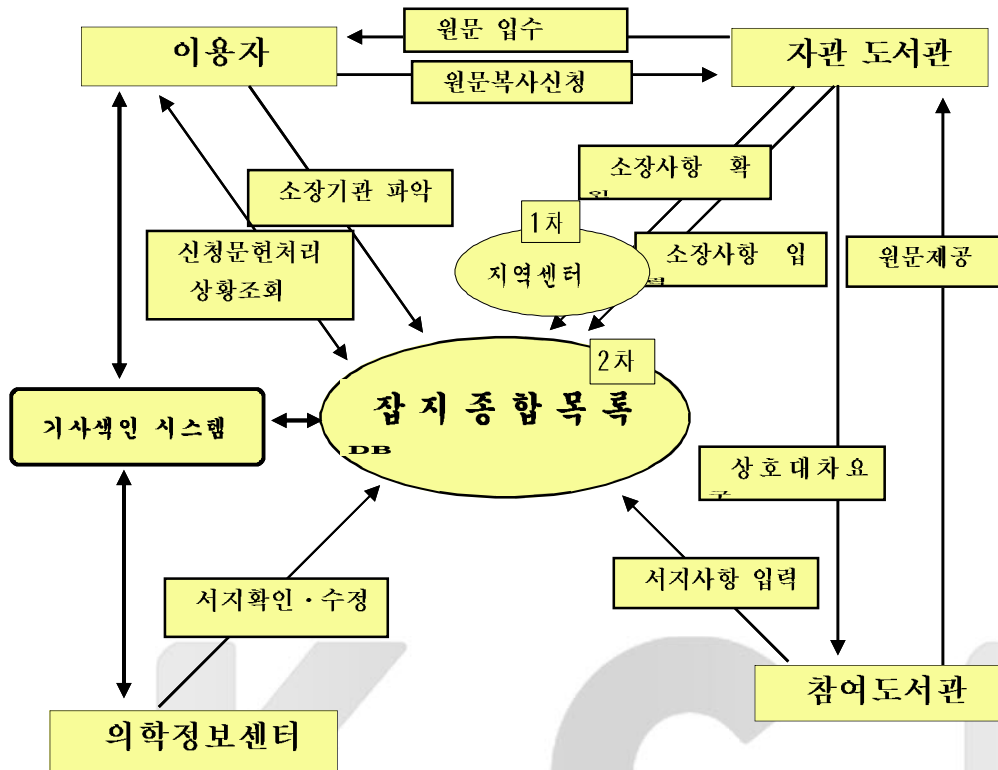 원문 입수
이용자
자관 도서관
원문복사신청
소장사항 확
소장기관 파악
1차
신청문헌처리
상황조회
지역센터
소장사항 입
원문제공
2차
잡지종합목록
DB
기사색인 시스템
상호대차요
구
서지확인·수정
서지사항 입력
참여도서관
의학정보센터